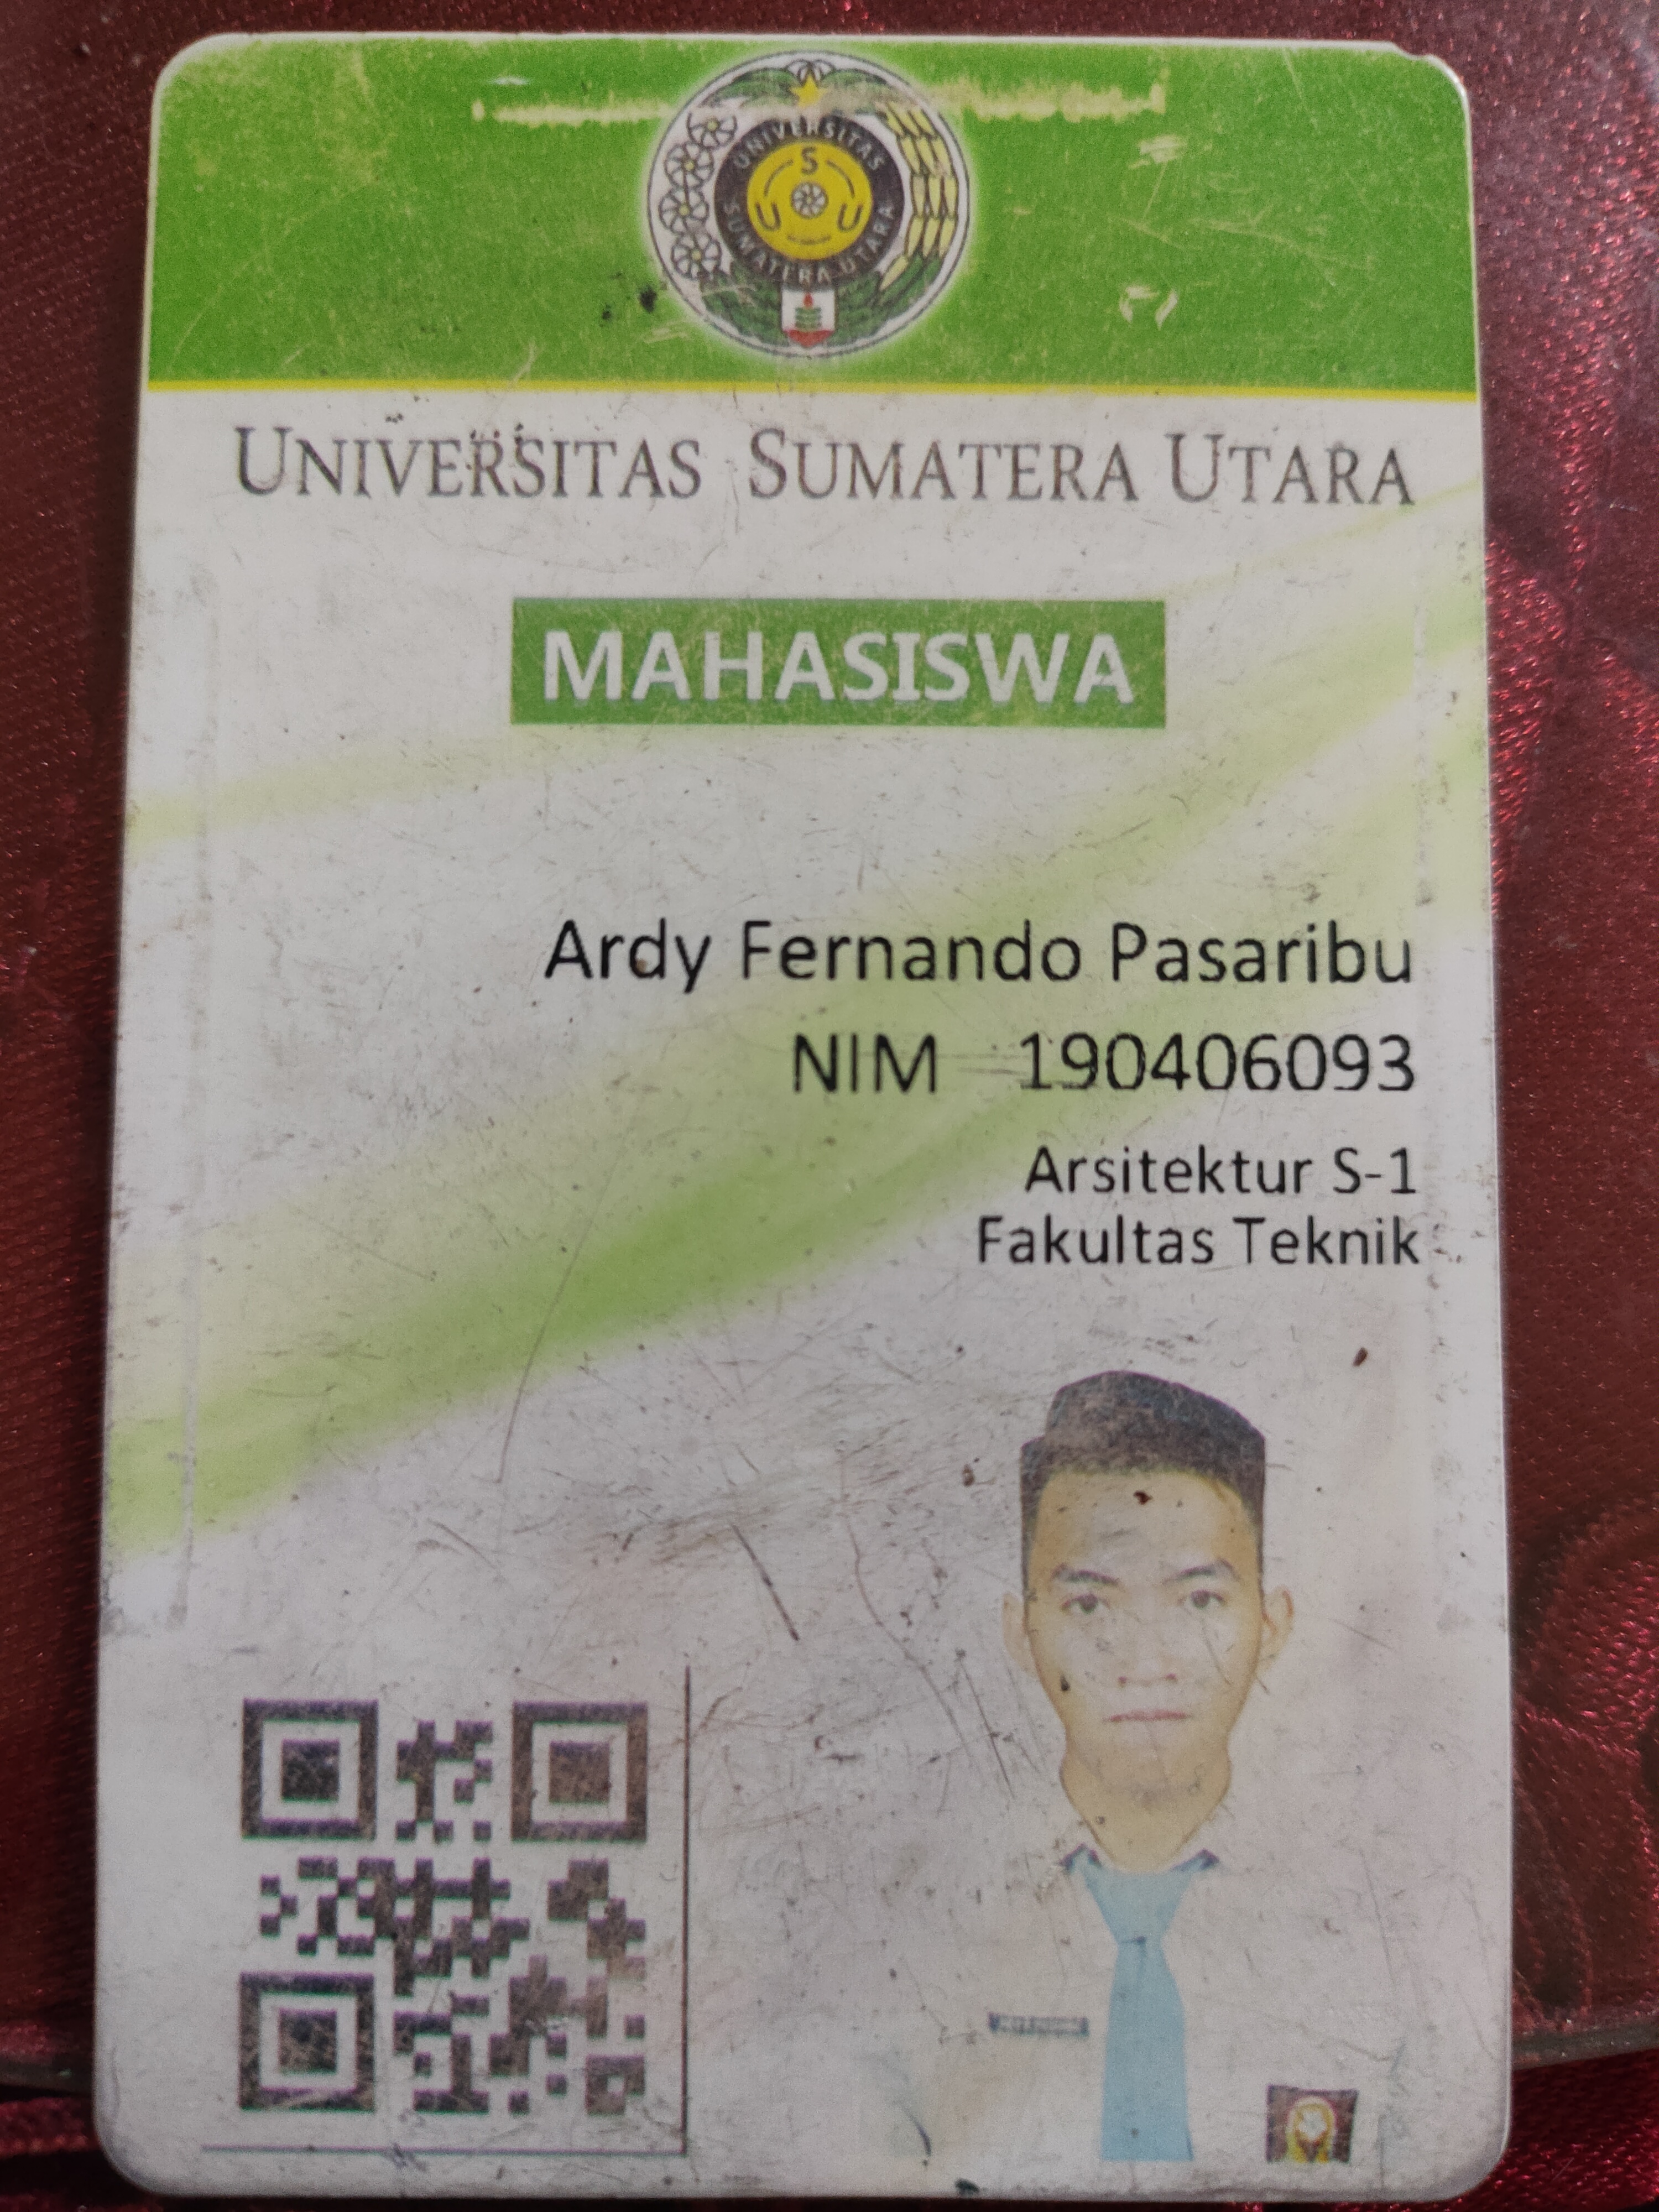 UNIVERSITAS
S
U U
SUMATERA UTARA
UNIVERSITAS SUMATERA UTARA
MAHASISWA
Ardy Fernando Pasaribu
NIM 190406093
Arsitektur S-1
Fakultas Teknik